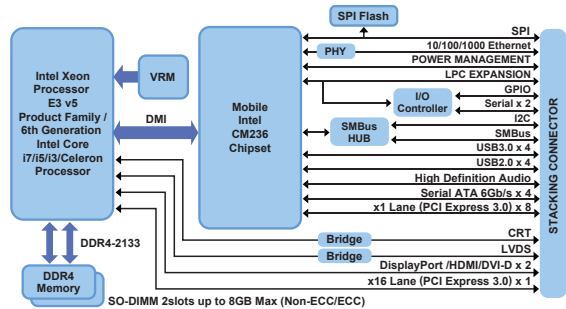 SPI Flash
SPI
PHY
10/100/1000 Ethernet
POWER MANAGEMENT
LPC EXPANSION
Intel Xeon
Processor
E3 v5
Product Family /
6th Generation
Intel Core
i7/i5/i3/Celeron
Processor
VRM
DMI
Mobile
Intel
CM236
Chipset
I/O
Controller
GPIO
Serial x 2
SMBus
HUB
I2C
SMBus
USB3.0 x 4
USB2.0 x 4
High Definition Audio
Serial ATA 6Gb/s x 4
x1 Lane (PCI Express 3.0) x 8
Bridge
CRT
Bridge
LVDS
DisplayPort /HDMI/DVI-D x 2
x16 Lane (PCI Express 3.0) x 1
STACKING CONNECTOR
DDR4-2133
DDR4
Memory
SO-DIMM 2slots up to 8GB Max (Non-ECC/ECC)